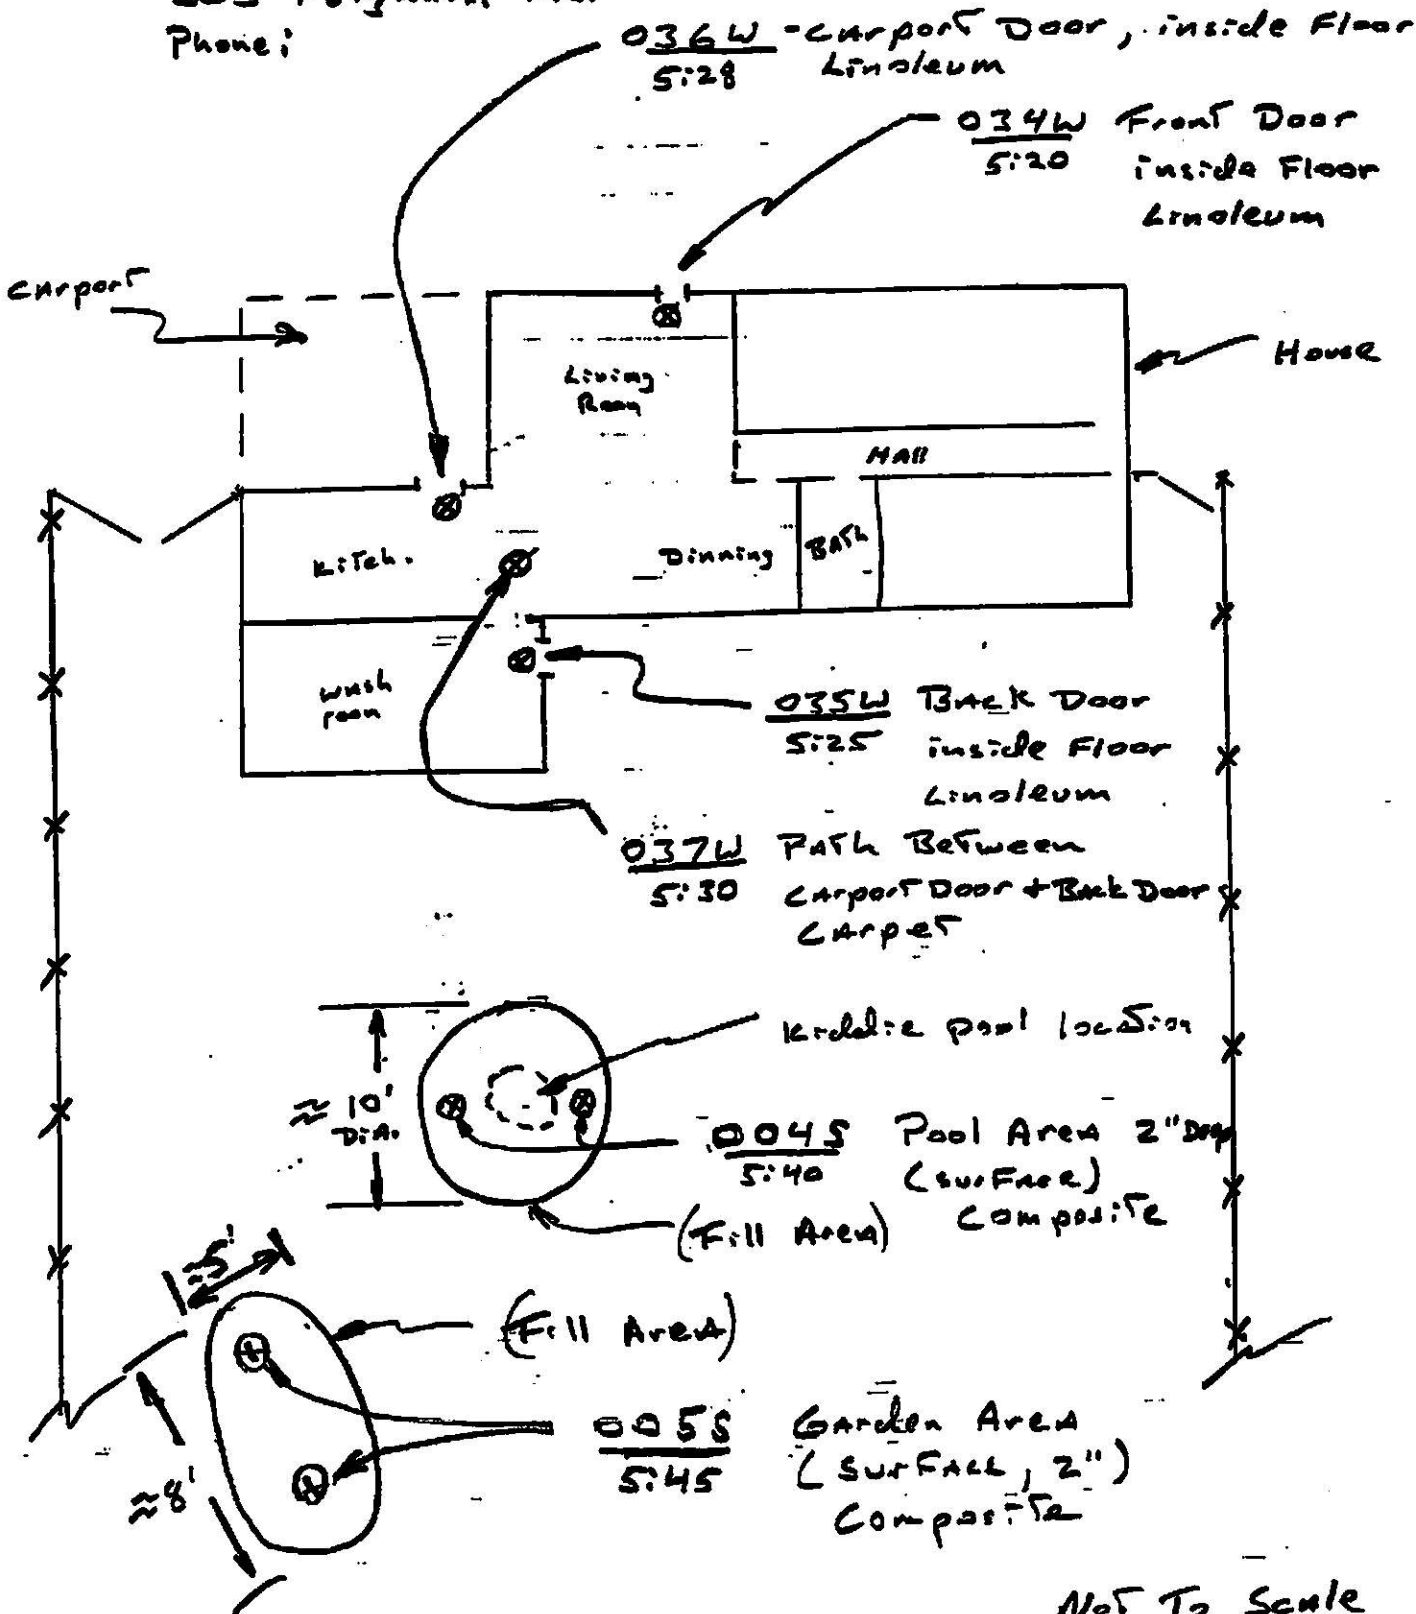 Phone:
036W - Carport Door, inside Floor
5:28 Linoleum
034W Front Door
5:20 inside Floor
Linoleum
Carport
House
Living
Room
Hall
Kitch.
Dinning
Bath
Wash
room
035W Back Door
5:25 inside Floor
Linoleum
037W Path Between
5:30 Carport Door + Back Door
Carpet
Kiddie pool location
≈ 10'
Dia.
004S Pool Area 2" Deep
5:40 (surface)
Composite
(Fill Area)
≈5'
(Fill Area)
005S Garden Area
5:45 (surface, 2")
Composite
≈8'
Not To Scale